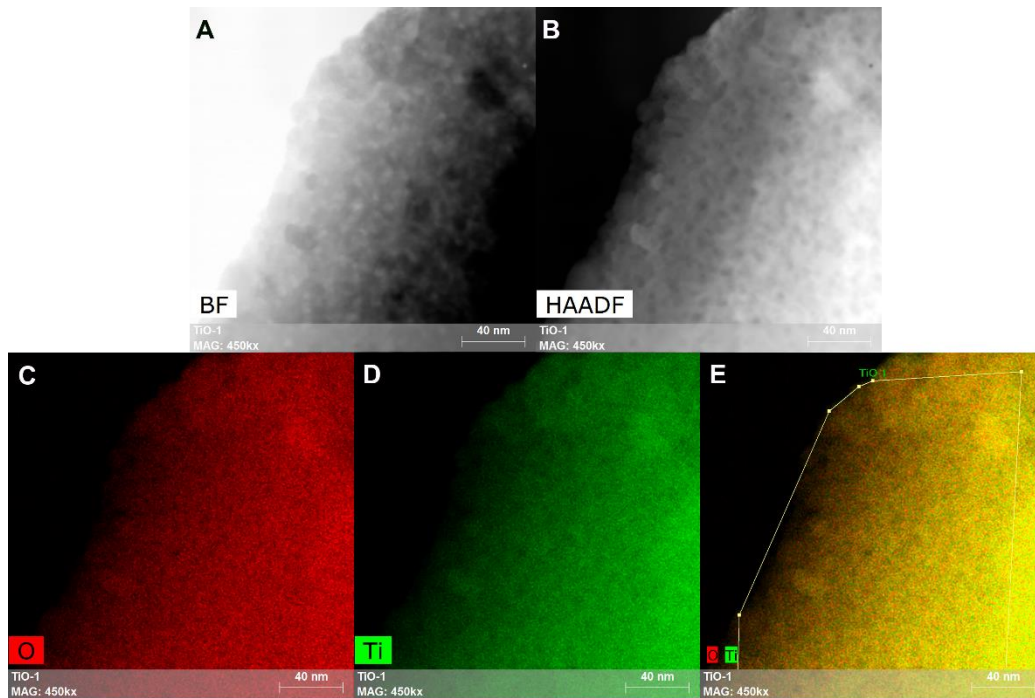 A
BF
TiO-1
40 nm
MAG: 450kx
B
HAADF
TiO-1
40 nm
MAG: 450kx
C
O
TiO-1
40 nm
MAG: 450kx
D
Ti
TiO-1
40 nm
MAG: 450kx
E
TiO-1
O Ti
TiO-1
40 nm
MAG: 450kx